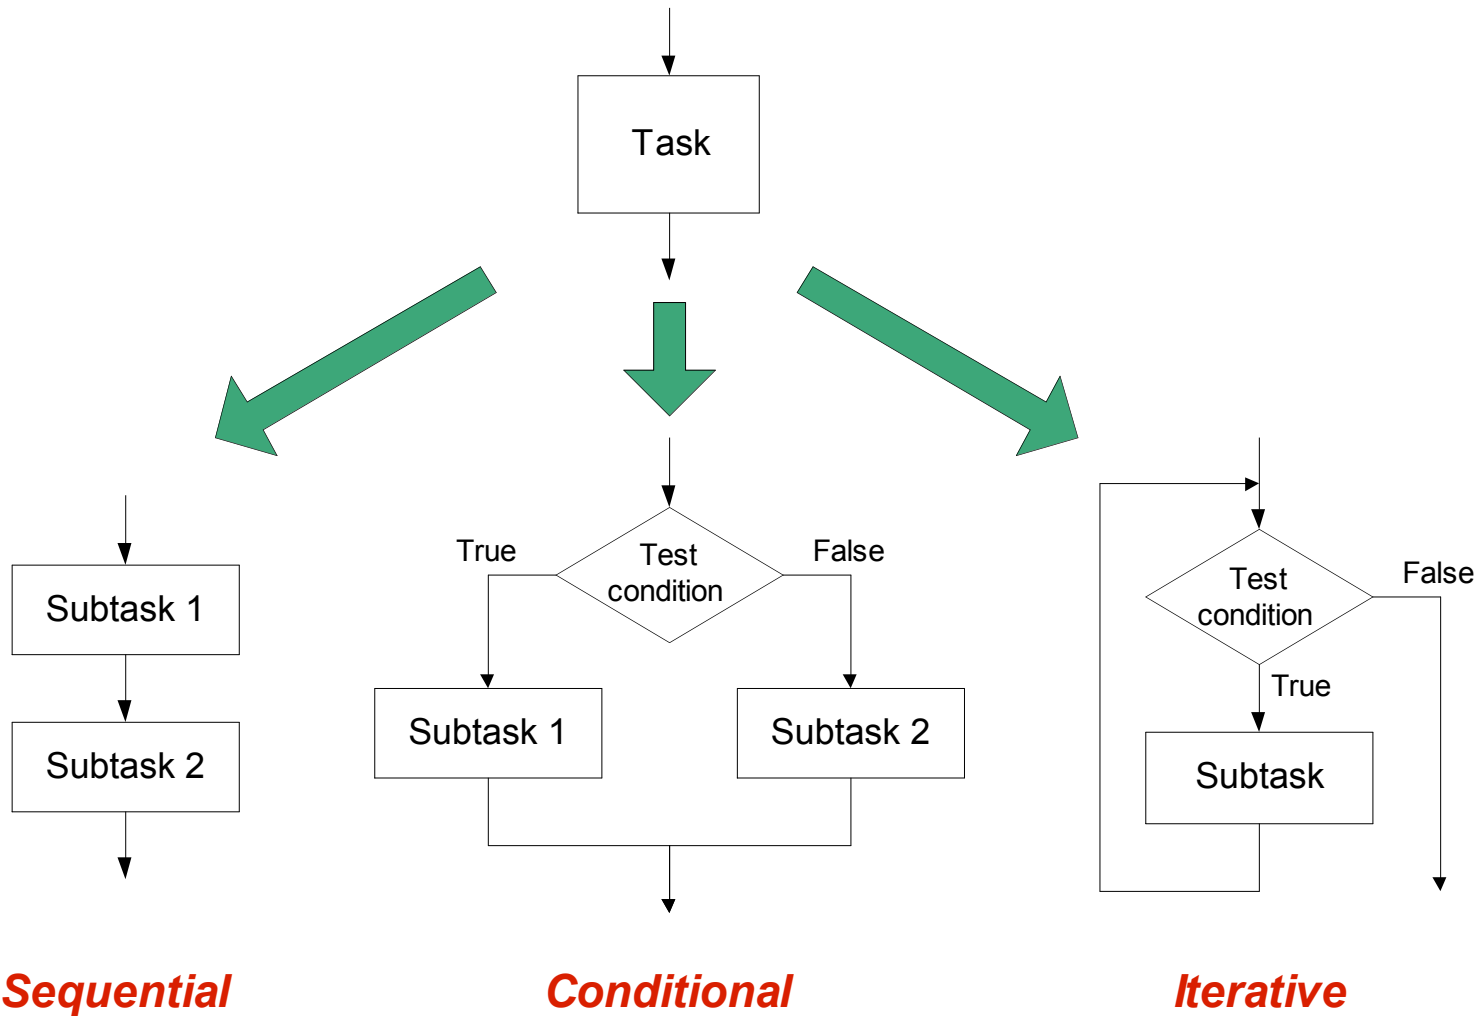 Task
Subtask 1
Subtask 2
True
Test
condition
False
Subtask 1
Subtask 2
Test
condition
False
True
Subtask
Sequential
Conditional
Iterative